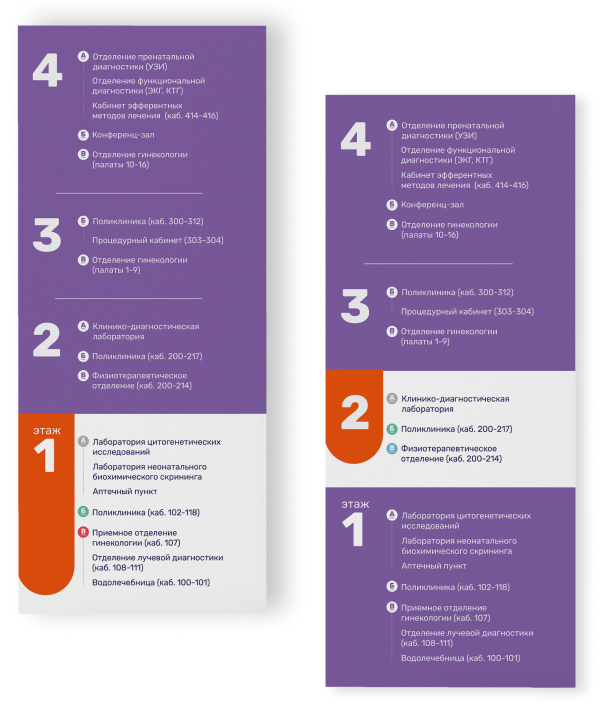 4
А Отделение пренатальной
диагностики (УЗИ)
Отделение функциональной
диагностики (ЭКГ, КТГ)
Кабинет эфферентных
методов лечения (каб. 414-416)
Б Конференц-зал
В Отделение гинекологии
(палаты 10-16)
3
Б Поликлиника (каб. 300-312)
Процедурный кабинет (303-304)
В Отделение гинекологии
(палаты 1-9)
2
А Клинико-диагностическая
лаборатория
Б Поликлиника (каб. 200-217)
В Физиотерапевтическое
отделение (каб. 200-214)
этаж
1
А Лаборатория цитогенетических
исследований
Лаборатория неонатального
биохимического скрининга
Аптечный пункт
Б Поликлиника (каб. 102-118)
В Приемное отделение
гинекологии (каб. 107)
Отделение лучевой диагностики
(каб. 108-111)
Водолечебница (каб. 100-101)
4
А Отделение пренатальной
диагностики (УЗИ)
Отделение функциональной
диагностики (ЭКГ, КТГ)
Кабинет эфферентных
методов лечения (каб. 414-416)
Б Конференц-зал
В Отделение гинекологии
(палаты 10-16)
3
Б Поликлиника (каб. 300-312)
Процедурный кабинет (303-304)
В Отделение гинекологии
(палаты 1-9)
2
А Клинико-диагностическая
лаборатория
Б Поликлиника (каб. 200-217)
В Физиотерапевтическое
отделение (каб. 200-214)
этаж
1
А Лаборатория цитогенетических
исследований
Лаборатория неонатального
биохимического скрининга
Аптечный пункт
Б Поликлиника (каб. 102-118)
В Приемное отделение
гинекологии (каб. 107)
Отделение лучевой диагностики
(каб. 108-111)
Водолечебница (каб. 100-101)